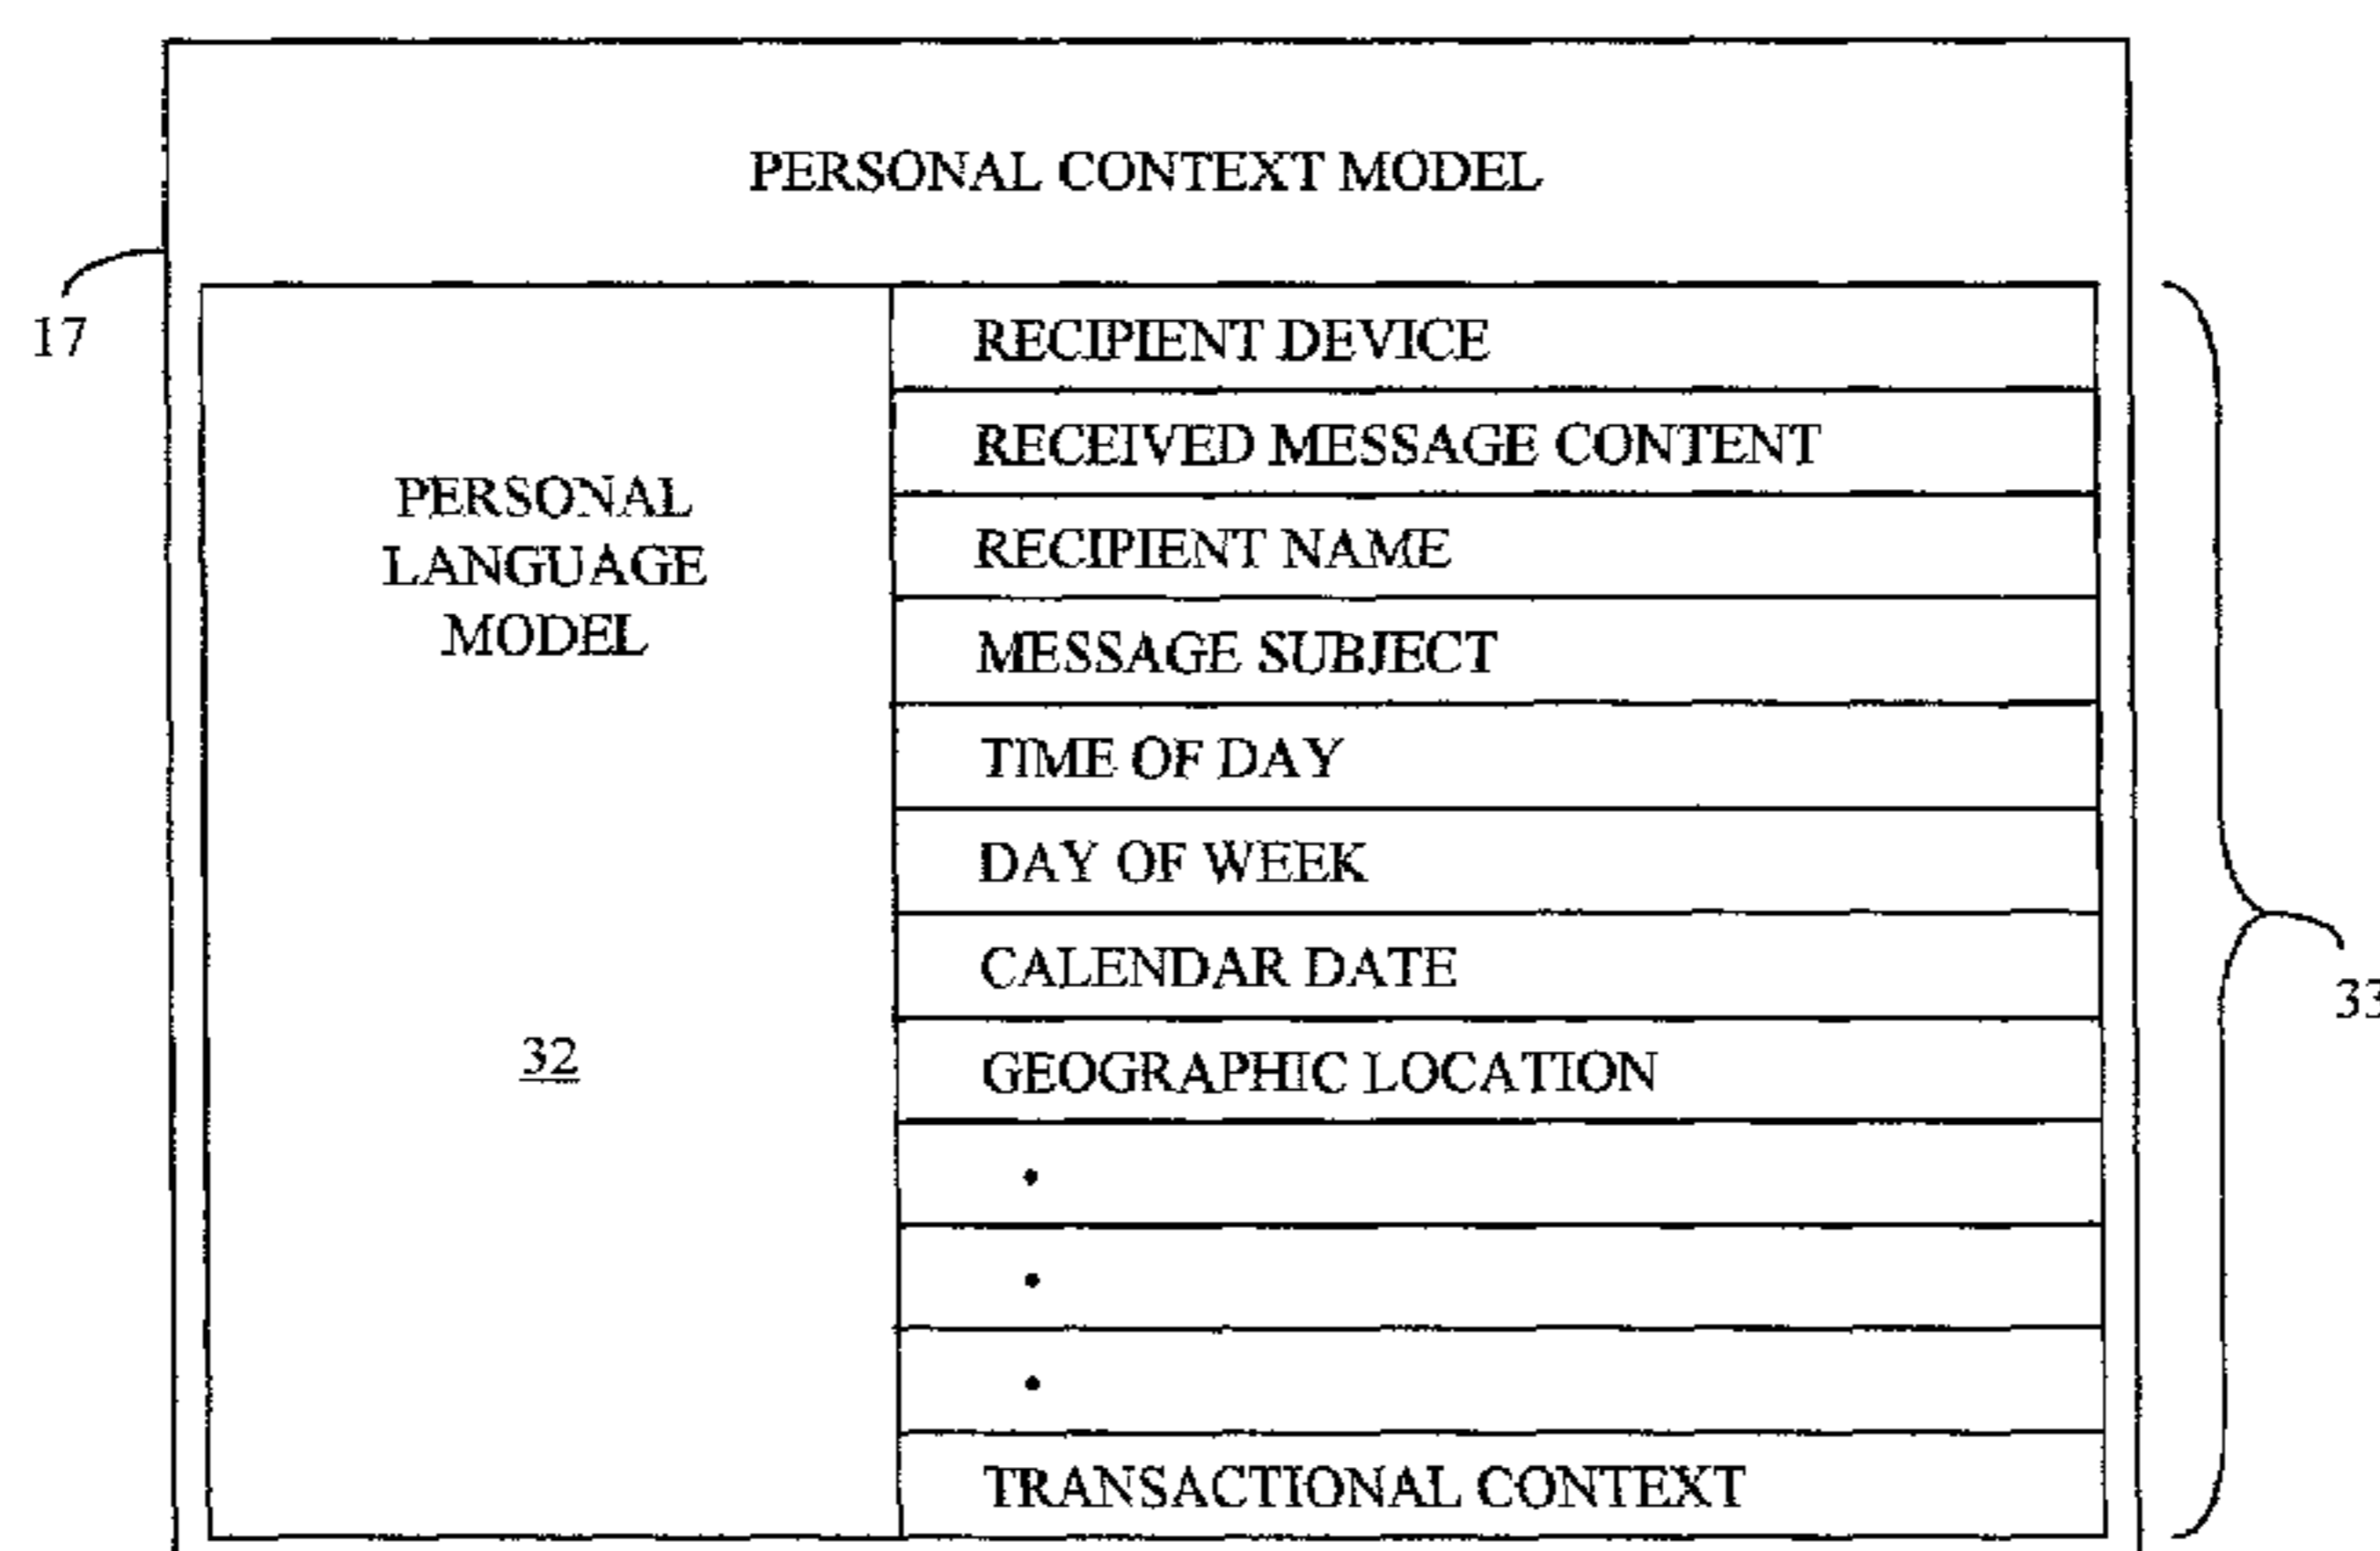 PERSONAL CONTEXT MODEL
17
RECIPIENT DEVICE
RECEIVED MESSAGE CONTENT
PERSONAL
LANGUAGE
MODEL
RECIPIENT NAME
MESSAGE SUBJECT
TIME OF DAY
DAY OF WEEK
CALENDAR DATE
33
32
GEOGRAPHIC LOCATION
•
•
•
TRANSACTIONAL CONTEXT